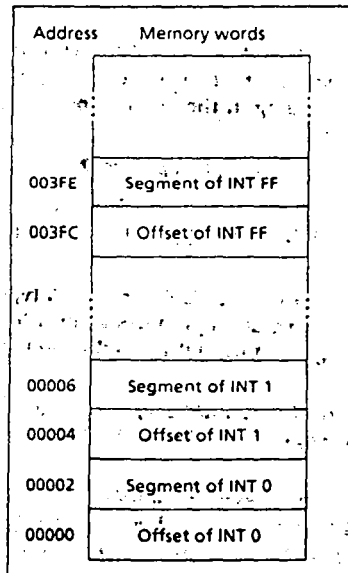 Address Memory words
003FE Segment of INT FF
003FC Offset of INT FF
00006 Segment of INT 1
00004 Offset of INT 1
00002 Segment of INT 0
00000 Offset of INT 0